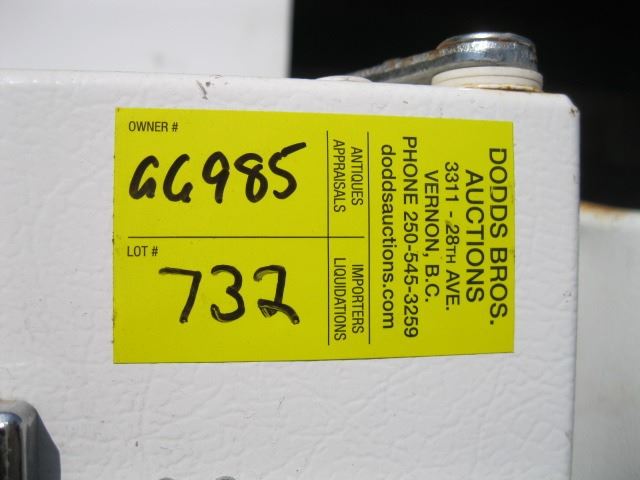 OWNER #
GG985
LOT #
732
ANTIQUES
APPRAISALS
IMPORTERS
LIQUIDATIONS
DODDS BROS.
AUCTIONS
3311 - 28TH AVE.
VERNON, B.C.
PHONE 250-545-3259
doddsauctions.com